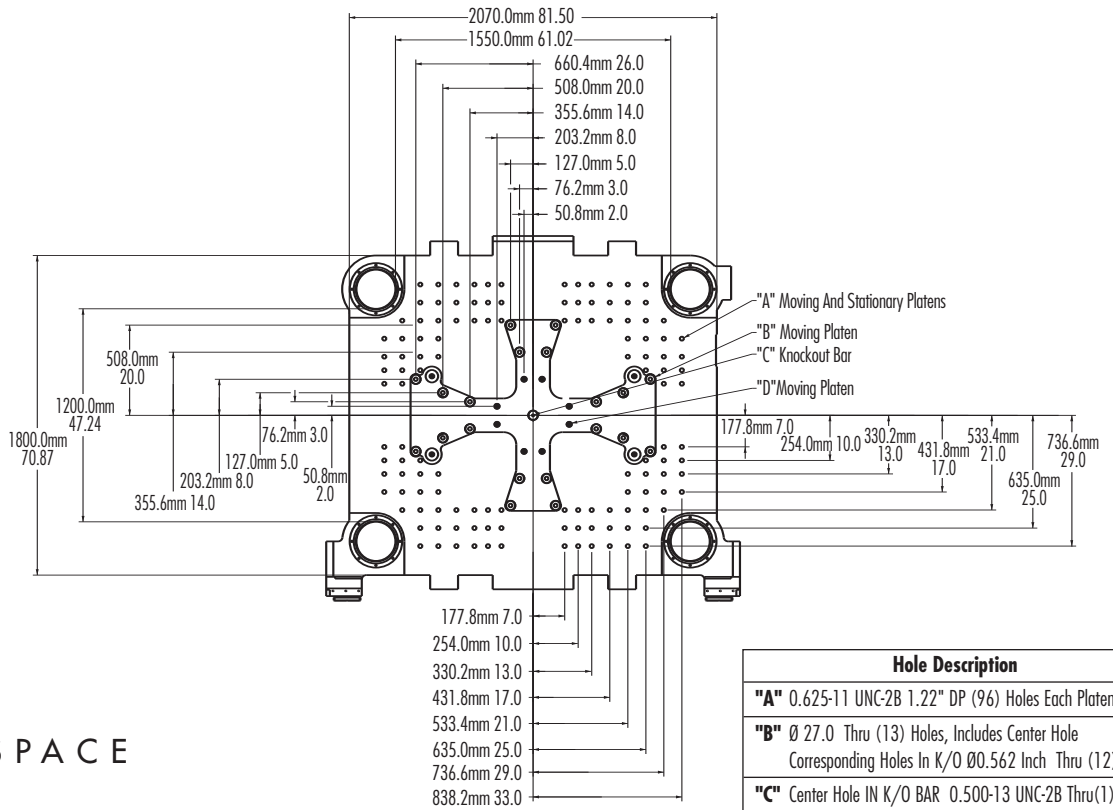 2070.0mm 81.50
1550.0mm 61.02
660.4mm 26.0
508.0mm 20.0
355.6mm 14.0
203.2mm 8.0
127.0mm 5.0
76.2mm 3.0
50.8mm 2.0
"A" Moving And Stationary Platens
"B" Moving Platen
"C" Knockout Bar
"D"Moving Platen
508.0mm
20.0
1200.0mm
47.24
1800.0mm
70.87
76.2mm 3.0
127.0mm 5.0
50.8mm
2.0
203.2mm 8.0
355.6mm 14.0
177.8mm 7.0
254.0mm 10.0
330.2mm
13.0
431.8mm
17.0
533.4mm
21.0
635.0mm
25.0
736.6mm
29.0
177.8mm 7.0
254.0mm 10.0
330.2mm 13.0
431.8mm 17.0
533.4mm 21.0
635.0mm 25.0
736.6mm 29.0
838.2mm 33.0
PACE
Hole Description
"A" 0.625-11 UNC-2B 1.22" DP (96) Holes Each Platen
"B" Ø 27.0 Thru (13) Holes, Includes Center Hole
Corresponding Holes In K/O Ø0.562 Inch Thru (12)
"C" Center Hole IN K/O BAR 0.500-13 UNC-2B Thru(1)